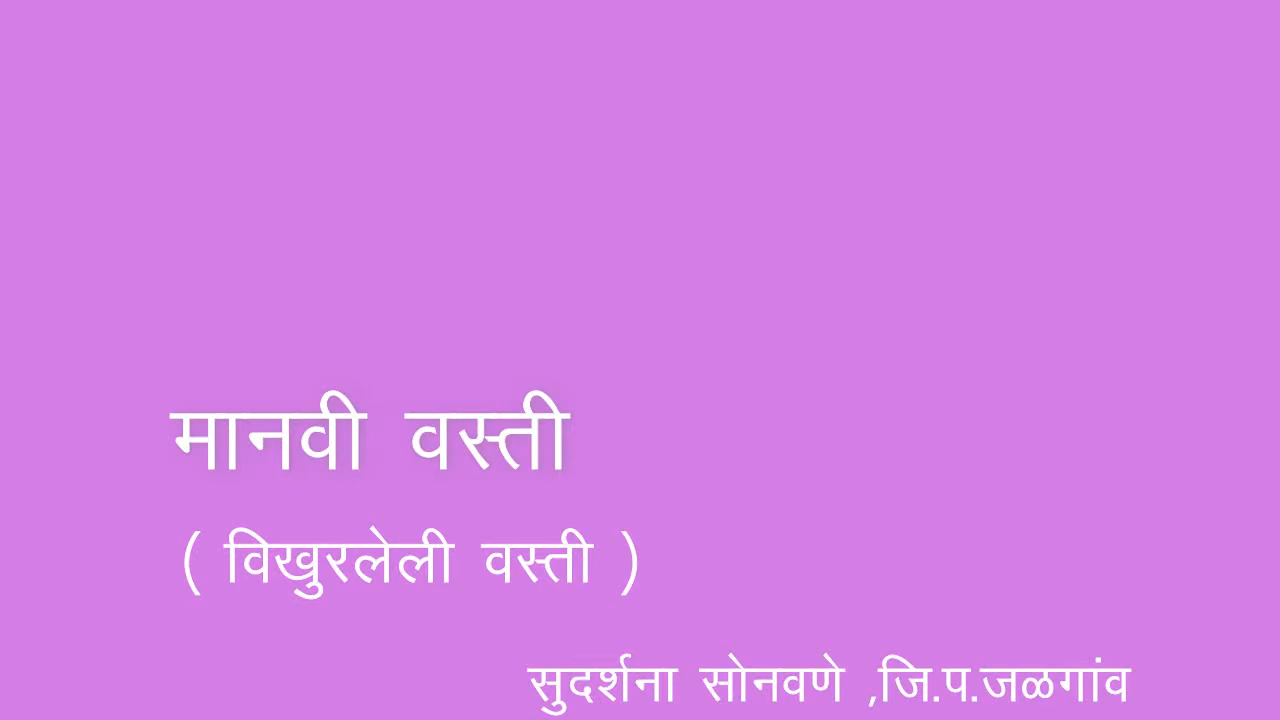 मानवी वस्ती
( विखुरलेली वस्ती )
सुदर्शना सोनवणे ,जि.प.जळगांव